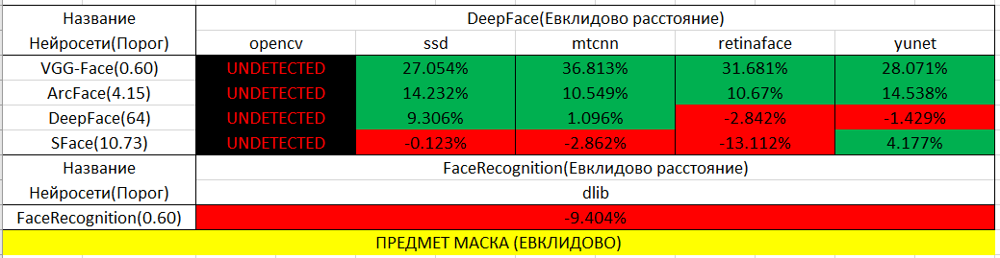 Название Нейросети(Порог) DeepFace(Евклидово расстояние)
opencv ssd mtcnn retinaface yunet
VGG-Face(0.60) UNDETECTED 27.054% 36.813% 31.681% 28.071%
ArcFace(4.15) UNDETECTED 14.232% 10.549% 10.67% 14.538%
DeepFace(64) UNDETECTED 9.306% 1.096% -2.842% -1.429%
SFace(10.73) UNDETECTED -0.123% -2.862% -13.112% 4.177%
Название Нейросети(Порог) FaceRecognition(Евклидово расстояние)
dlib
FaceRecognition(0.60) -9.404%
ПРЕДМЕТ МАСКА (ЕВКЛИДОВО)